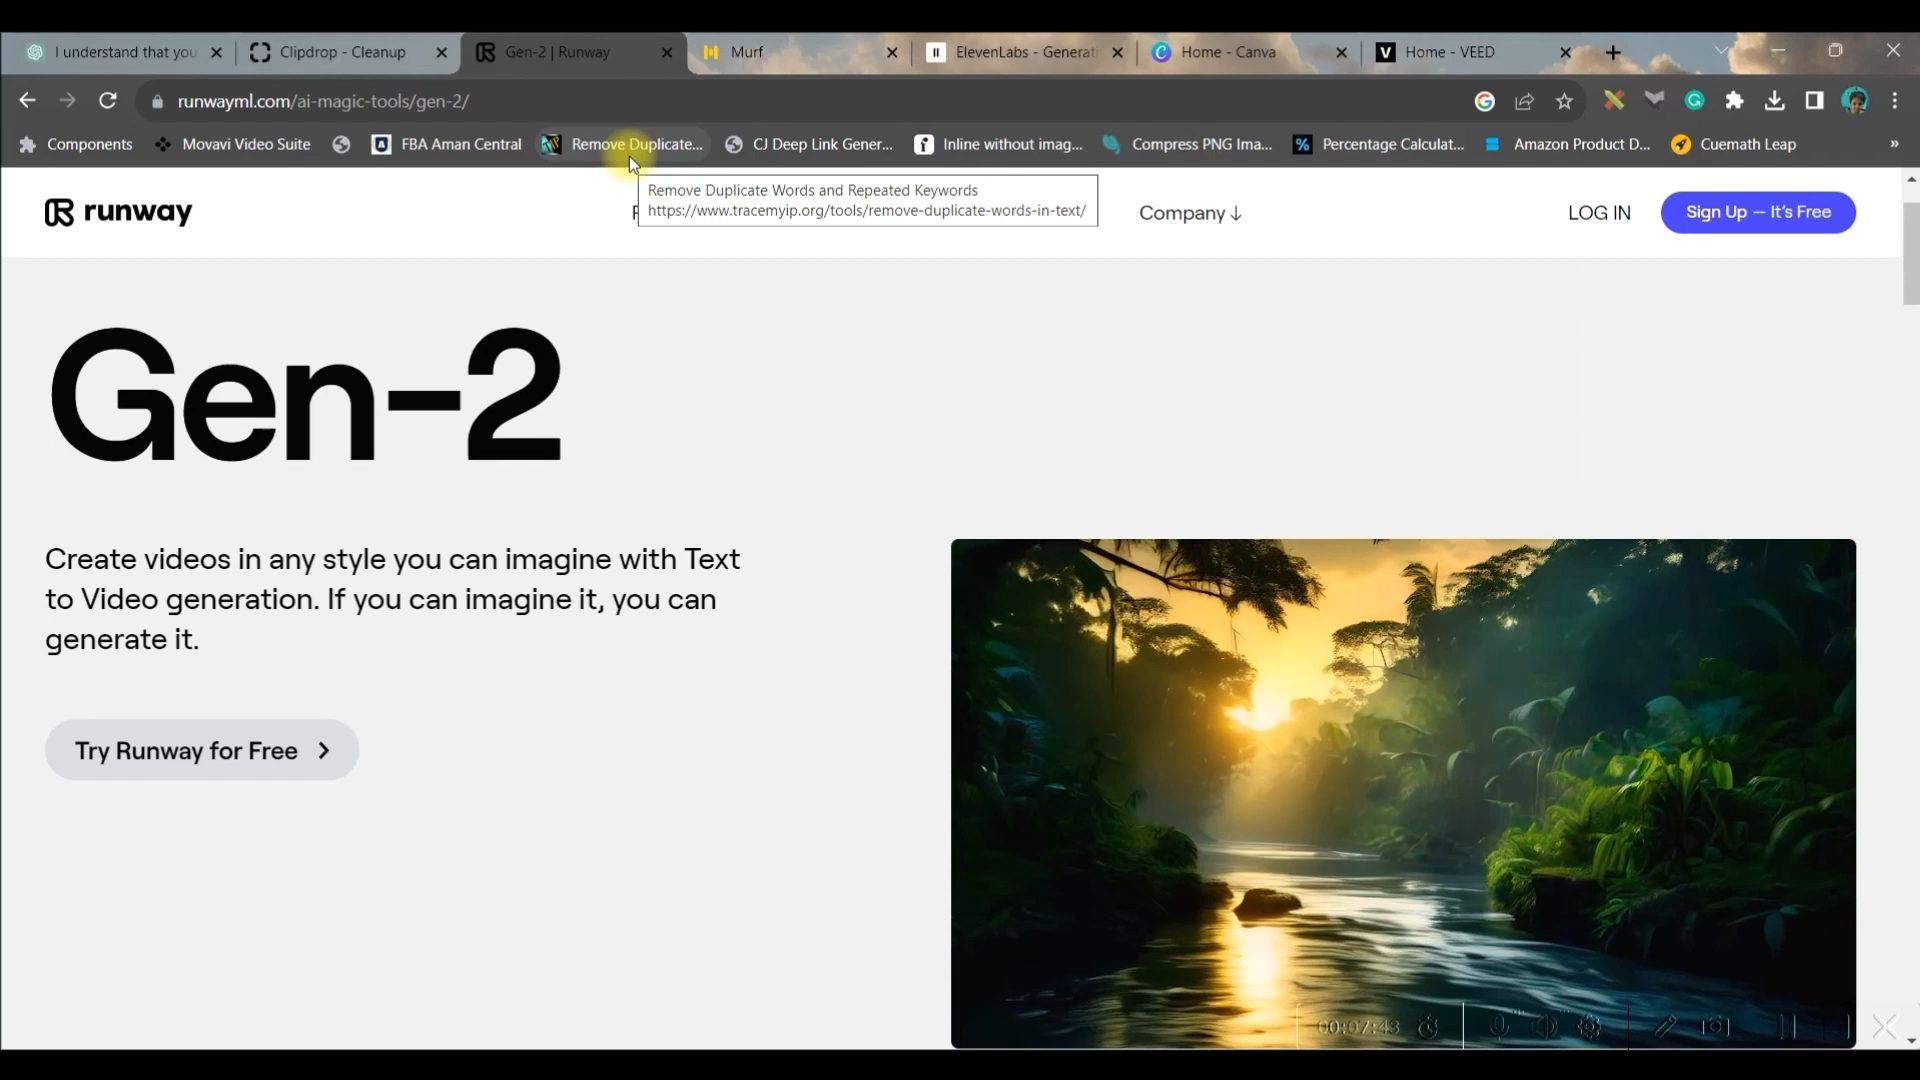 I understand that you
Clipdrop - Cleanup
Gen-2 | Runway
Murf
ElevenLabs - Generati
Home - Canva
Home - VEED
runwayml.com/ai-magic-tools/gen-2/
Components
Movavi Video Suite
FBA Aman Central
Remove Duplicate...
CJ Deep Link Gener...
Inline without imag...
Compress PNG Ima...
Percentage Calculat...
Amazon Product D...
Cuemath Leap
»
Remove Duplicate Words and Repeated Keywords
https://www.tracemyip.org/tools/remove-duplicate-words-in-text/
runway
Company ↓
LOG IN
Sign Up — It's Free
Gen-2
Create videos in any style you can imagine with Text
to Video generation. If you can imagine it, you can
generate it.
Try Runway for Free >
00:07:43